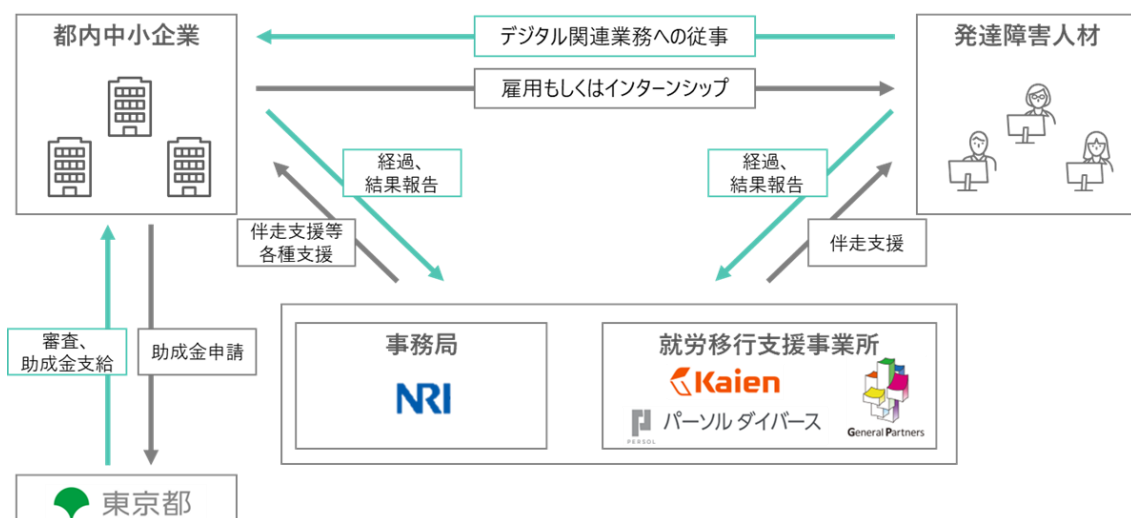 都内中小企業
デジタル関連業務への従事
発達障害人材
雇用もしくはインターンシップ
経過、
結果報告
経過、
結果報告
伴走支援等
各種支援
伴走支援
審査、
助成金支給
助成金申請
事務局
NRI
就労移行支援事業所
Kaien
PERSOL
パーソル ダイバース
General Partners
東京都